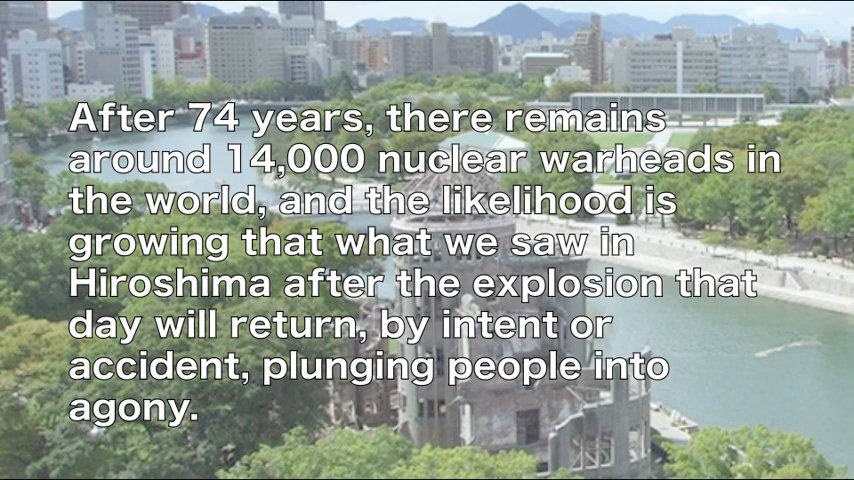 After 74 years, there remains
around 14,000 nuclear warheads in
the world, and the likelihood is
growing that what we saw in
Hiroshima after the explosion that
day will return, by intent or
accident, plunging people into
agony.